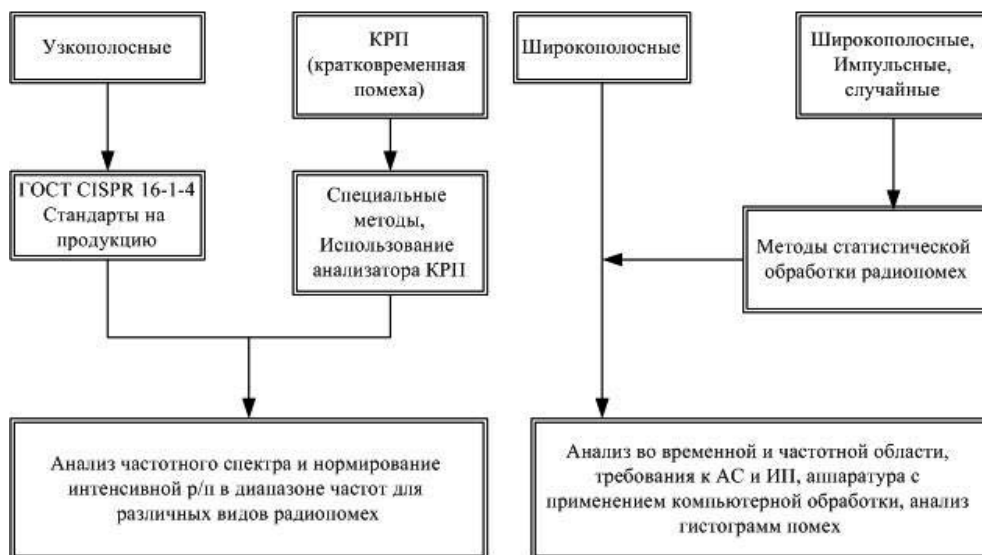 Узкополосные
КРП
(кратковременная
помеха)
Широкополосные
Широкополосные,
Импульсные,
случайные
ГОСТ CISPR 16-1-4
Стандарты на
продукцию
Специальные
методы,
Использование
анализатора КРП
Методы статистической
обработки радиопомех
Анализ частотного спектра и нормирование
интенсивной р/п в диапазоне частот для
различных видов радиопомех
Анализ во временной и частотной области,
требования к АС и ИП, аппаратура с
применением компьютерной обработки, анализ
гистограмм помех